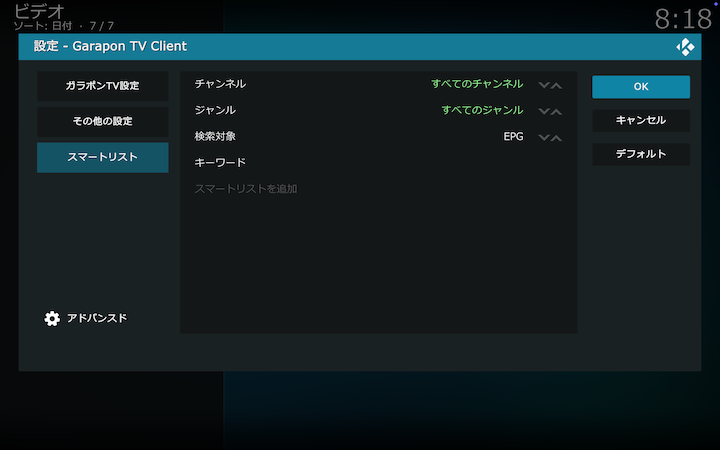 ビデオ
ソート: 日付 · 7 / 7
8:18
設定 - Garapon TV Client
ガラポンTV設定
その他の設定
スマートリスト
チャンネル すべてのチャンネル
ジャンル すべてのジャンル
検索対象 EPG
キーワード
スマートリストを追加
OK
キャンセル
デフォルト
アドバンスド